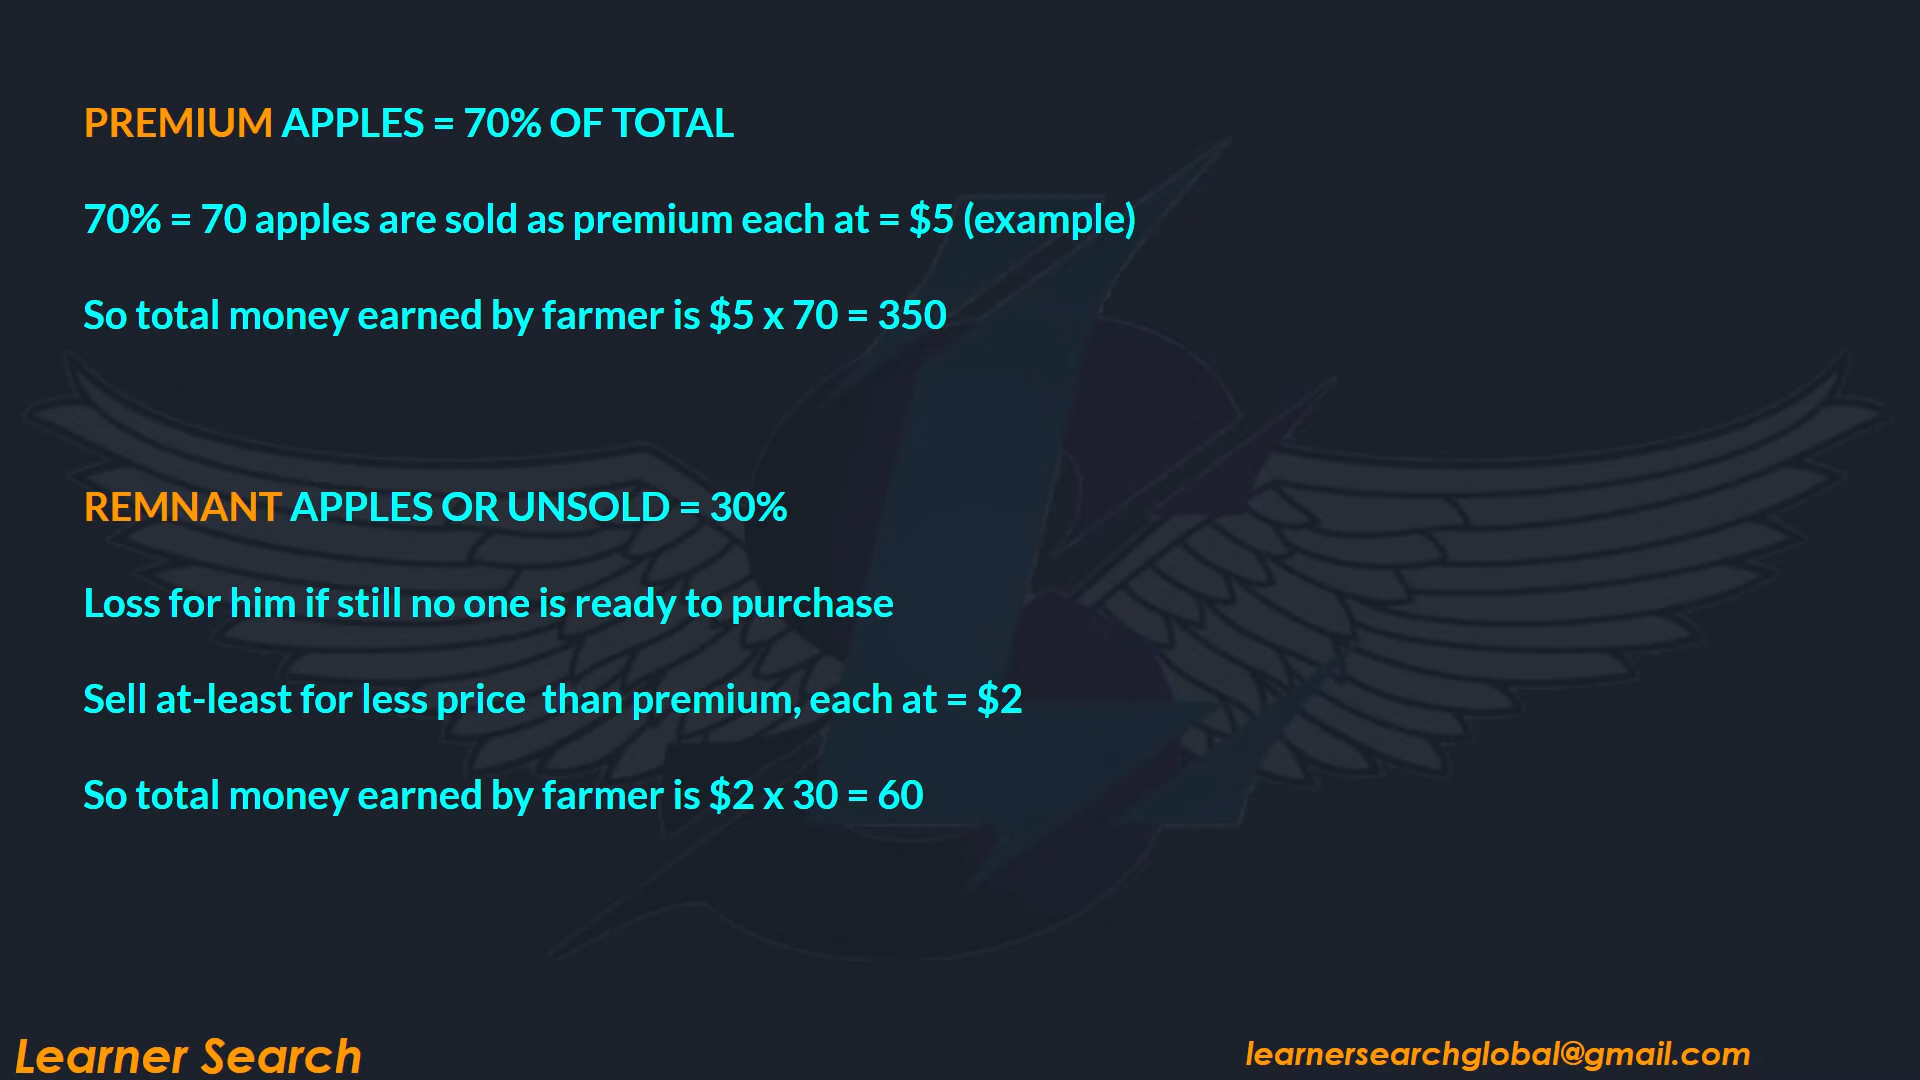 PREMIUM APPLES = 70% OF TOTAL
70% = 70 apples are sold as premium each at = $5 (example)
So total money earned by farmer is $5 x 70 = 350
REMNANT APPLES OR UNSOLD = 30%
Loss for him if still no one is ready to purchase
Sell at-least for less price  than premium, each at = $2
So total money earned by farmer is $2 x 30 = 60
Learner Search
learnersearchglobal@gmail.com